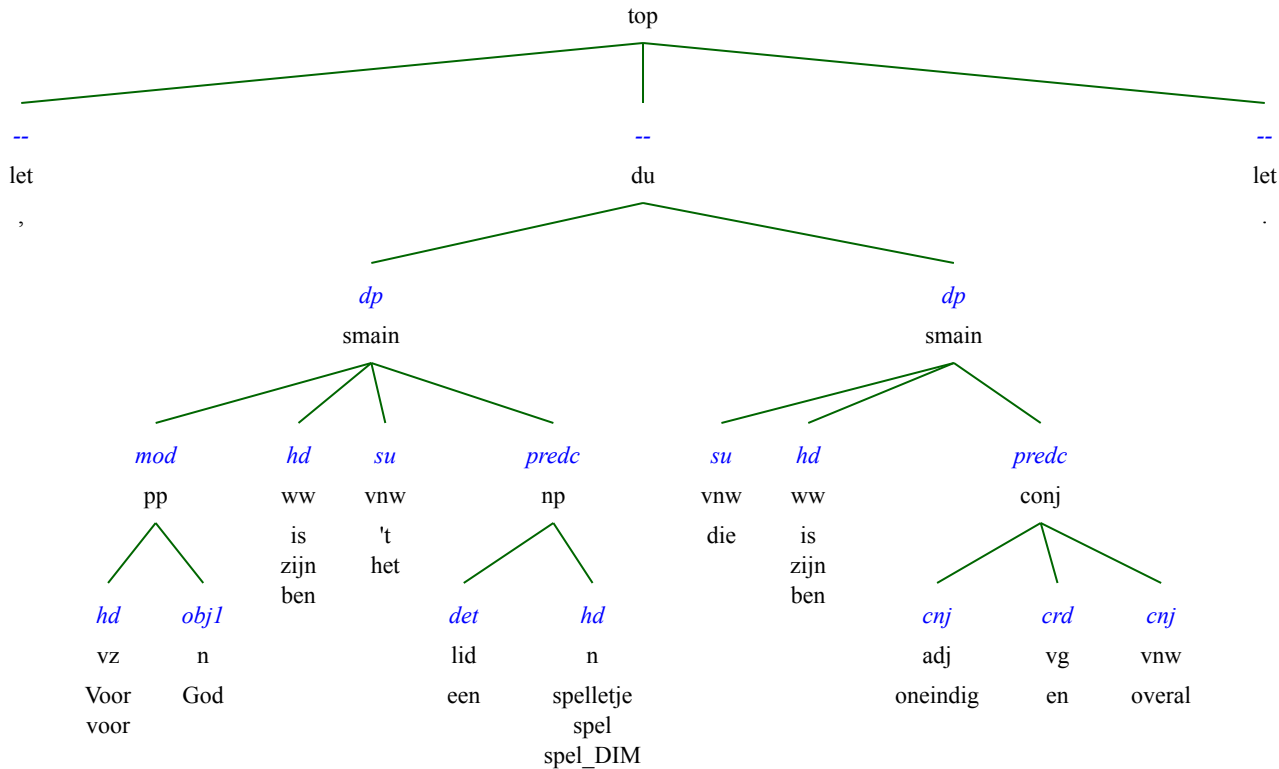 top
-- -- --
let du let
, .
dp dp
smain smain
mod hd su predc su hd predc
pp ww vnw np vnw ww conj
is 't die is
zijn het zijn
ben ben
hd obj1 det hd cnj crd cnj
vz n lid n adj vg vnw
Voor God een spelletje oneindig en overal
voor spel
spel_DIM